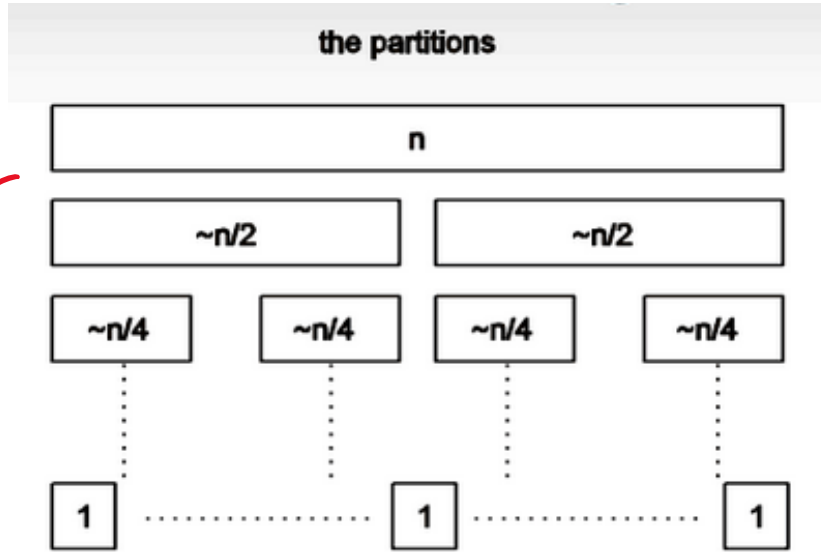 the partitions
n
~n/2 ~n/2
~n/4 ~n/4 ~n/4 ~n/4
1 1 1